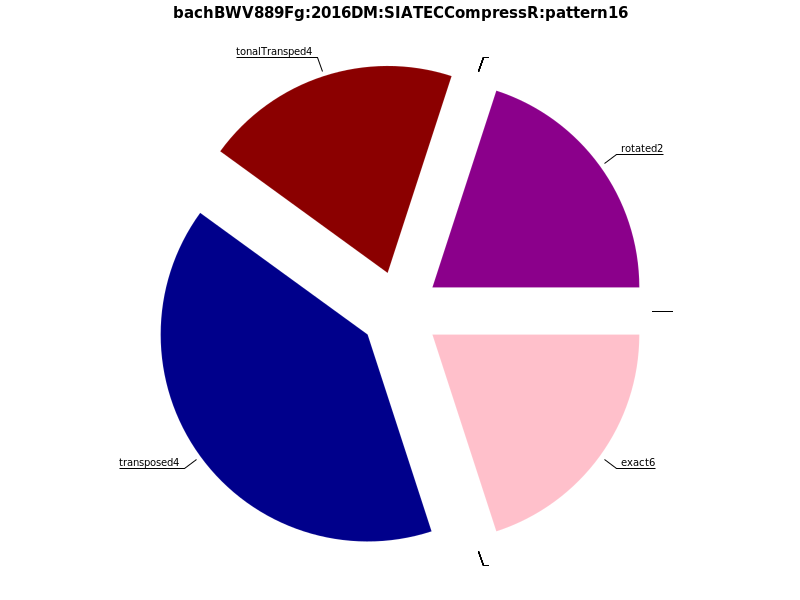 bachBWV889Fg:2016DM:SIATECCompressR:pattern16
tonalTransped4
rotated2
transposed4
exact6